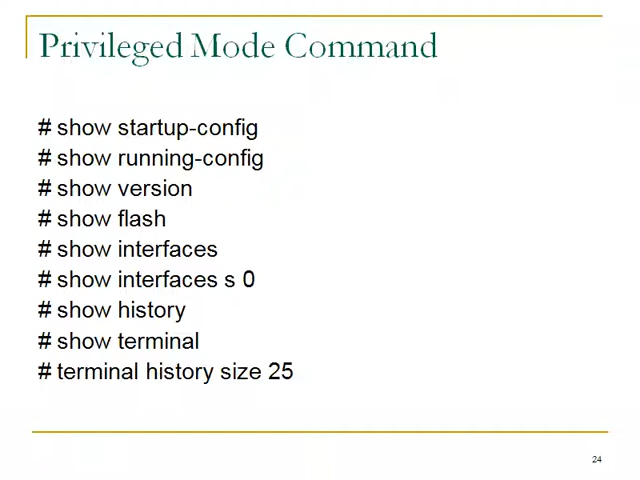 Privileged Mode Command
# show startup-config
# show running-config
# show version
# show flash
# show interfaces
# show interfaces s 0
# show history
# show terminal
# terminal history size 25
24